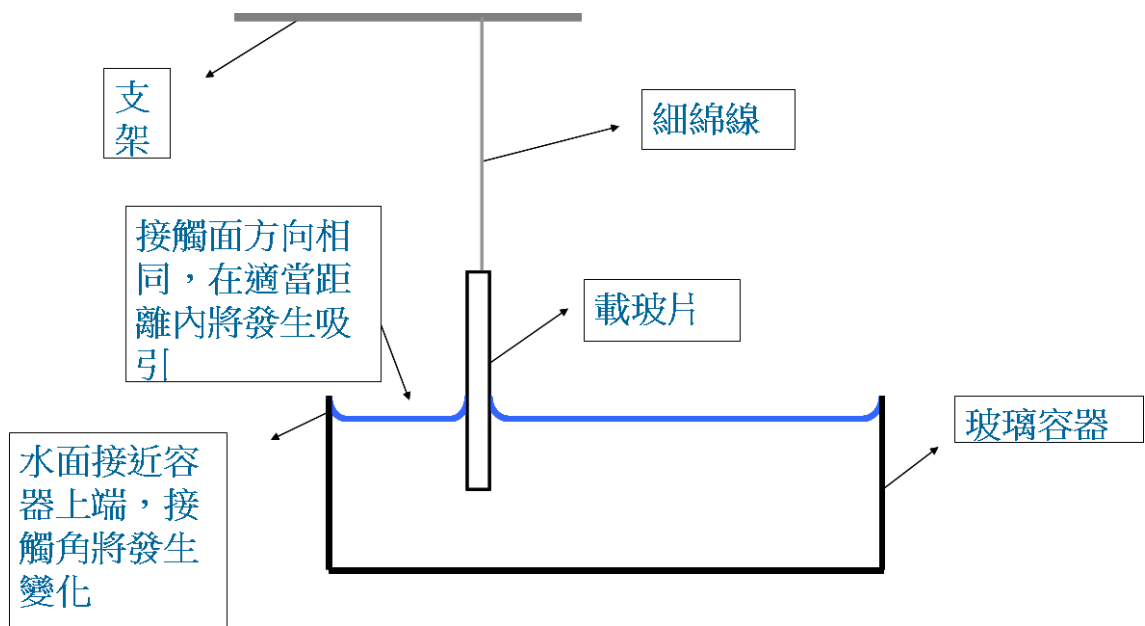 支
架
細綿線
接觸面方向相
同，在適當距
離內將發生吸
引
載玻片
玻璃容器
水面接近容
器上端，接
觸角將發生
變化